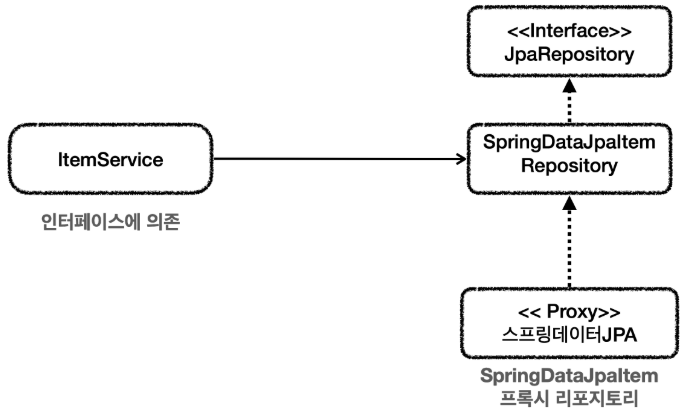 <<Interface>>
JpaRepository
SpringDataJpaItem
Repository
ItemService
인터페이스에 의존
<< Proxy>>
스프링데이터JPA
SpringDataJpaItem
프록시 리포지토리